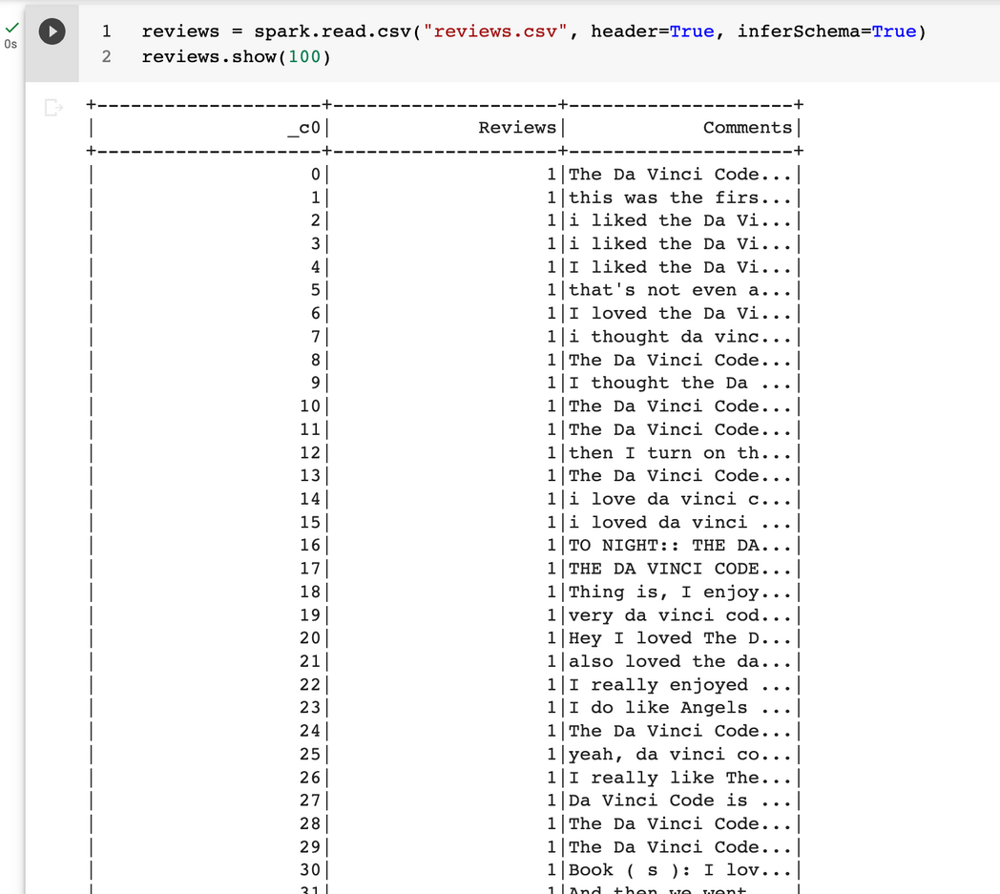 1 reviews = spark.read.csv("reviews.csv", header=True, inferSchema=True)
0s
2 reviews.show(100)
+--------------------+--------------------+--------------------+
| _c0| Reviews| Comments|
+--------------------+--------------------+--------------------+
| 0| 1|The Da Vinci Code...|
| 1| 1|this was the firs...|
| 2| 1|i liked the Da Vi...|
| 3| 1|i liked the Da Vi...|
| 4| 1|I liked the Da Vi...|
| 5| 1|that's not even a...|
| 6| 1|I loved the Da Vi...|
| 7| 1|i thought da vinc...|
| 8| 1|The Da Vinci Code...|
| 9| 1|I thought the Da ...|
| 10| 1|The Da Vinci Code...|
| 11| 1|The Da Vinci Code...|
| 12| 1|then I turn on th...|
| 13| 1|The Da Vinci Code...|
| 14| 1|i love da vinci c...|
| 15| 1|i loved da vinci ...|
| 16| 1|TO NIGHT:: THE DA...|
| 17| 1|THE DA VINCI CODE...|
| 18| 1|Thing is, I enjoy...|
| 19| 1|very da vinci cod...|
| 20| 1|Hey I loved The D...|
| 21| 1|also loved the da...|
| 22| 1|I really enjoyed ...|
| 23| 1|I do like Angels ...|
| 24| 1|The Da Vinci Code...|
| 25| 1|yeah, da vinci co...|
| 26| 1|I really like The...|
| 27| 1|Da Vinci Code is ...|
| 28| 1|The Da Vinci Code...|
| 29| 1|The Da Vinci Code...|
| 30| 1|Book ( s ): I lov...|
| 31| 1|And then we went ...|